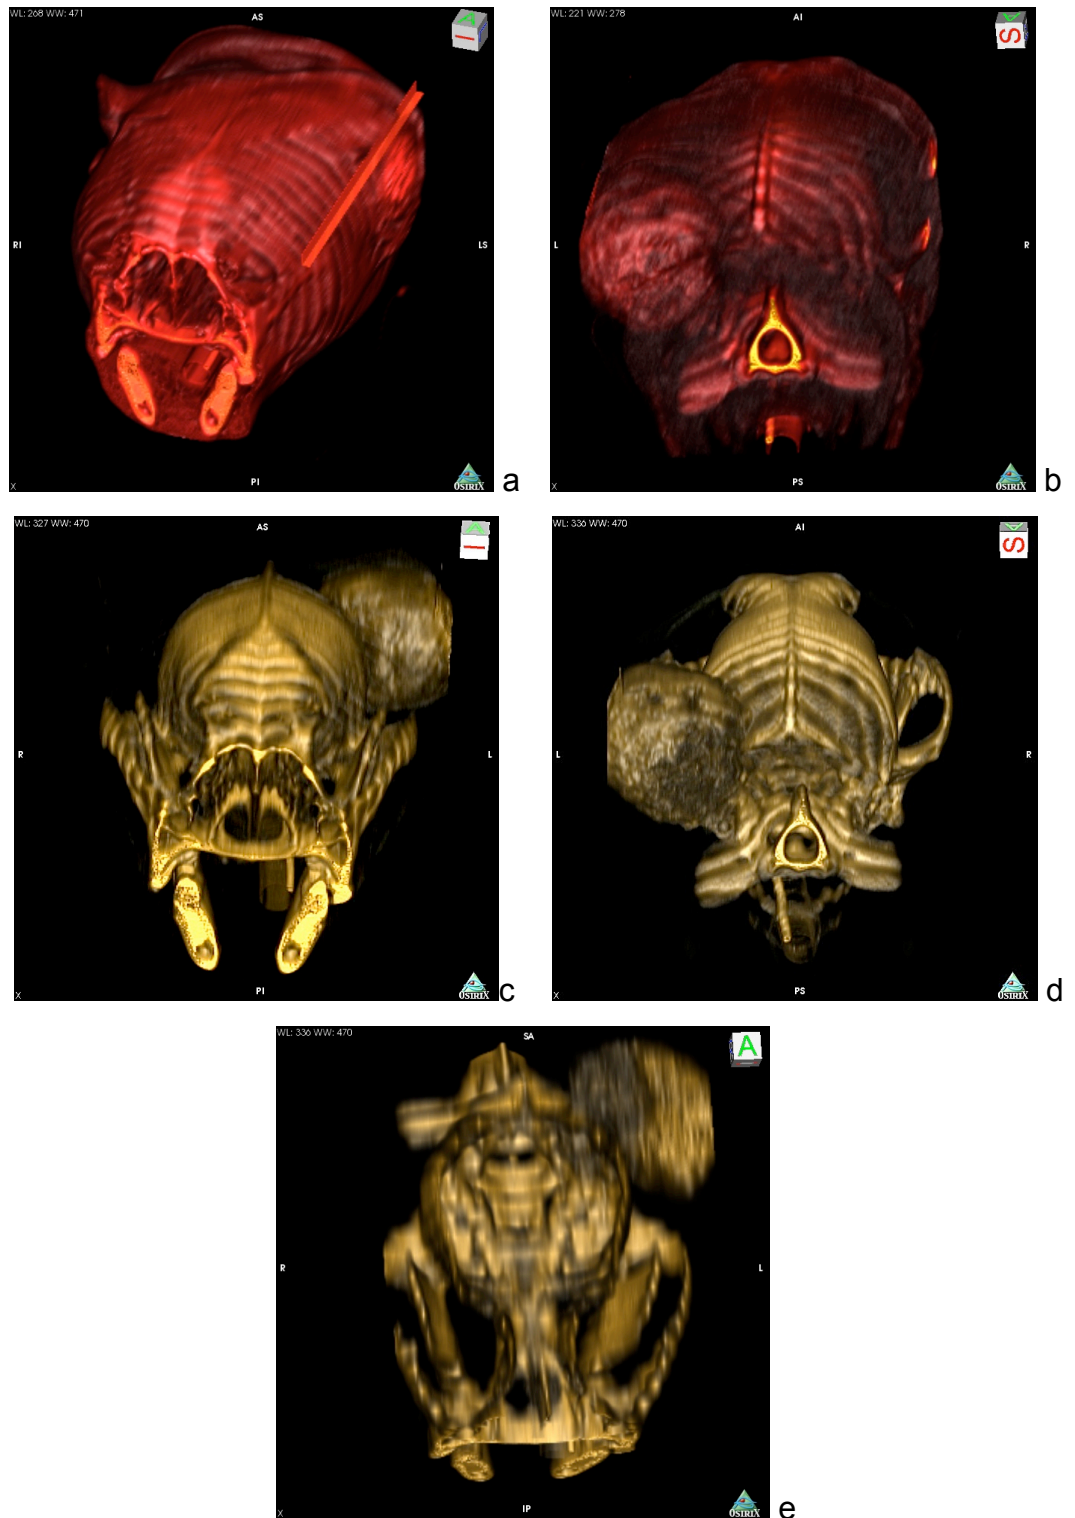 WL: 268 WW: 471
AS
A
I
RI
LS
PI
X
OSIRIX
a
WL: 221 WW: 278
AI
A
S
L
R
PS
X
OSIRIX
b
WL: 327 WW: 470
AS
A
I
R
L
PI
X
OSIRIX
c
WL: 336 WW: 470
AI
A
S
L
R
PS
X
OSIRIX
d
WL: 336 WW: 470
SA
A
R
L
IP
X
OSIRIX
e